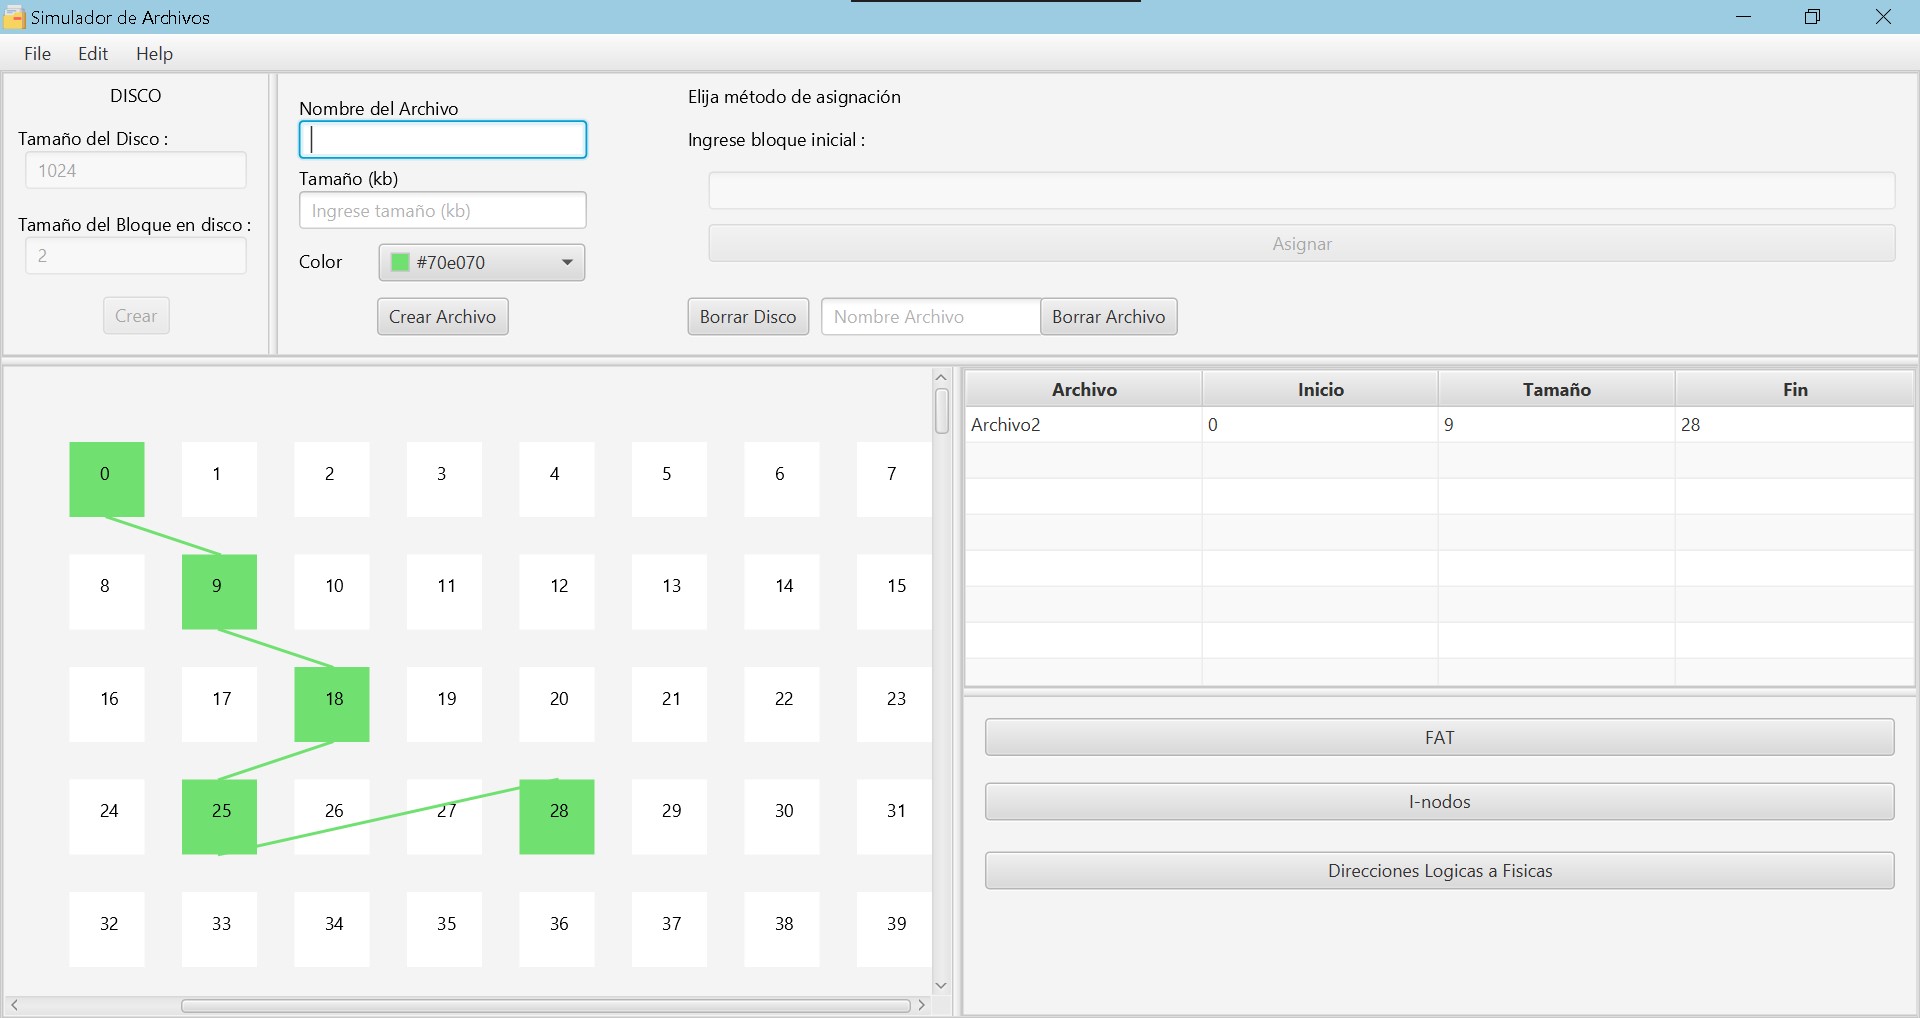 Simulador de Archivos
File Edit Help
DISCO
Tamaño del Disco :
1024
Tamaño del Bloque en disco :
2
Crear
Nombre del Archivo
Tamaño (kb)
Ingrese tamaño (kb)
Color #70e070
Crear Archivo
Elija método de asignación
Ingrese bloque inicial :
Asignar
Borrar Disco Nombre Archivo Borrar Archivo
0 1 2 3 4 5 6 7
8 9 10 11 12 13 14 15
16 17 18 19 20 21 22 23
24 25 26 27 28 29 30 31
32 33 34 35 36 37 38 39
Archivo Inicio Tamaño Fin
Archivo2 0 9 28
FAT
I-nodos
Direcciones Logicas a Fisicas